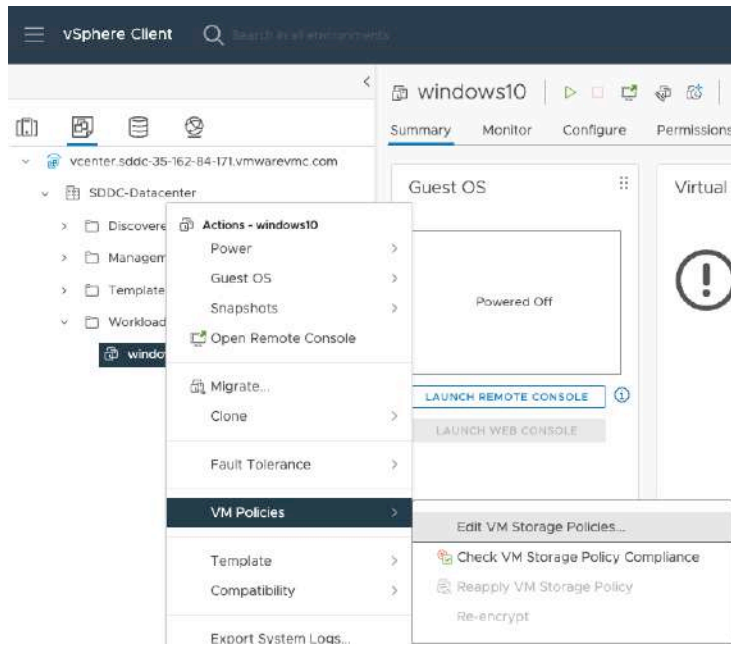 vSphere Client
Search in all environments
windows10
Summary Monitor Configure Permissions
vcenter.sddc-35-162-84-171.vmwarevmc.com
SDDC-Datacenter
Guest OS
Virtual
Discovere
Actions - windows10
Power
Managem
Guest OS
Template
Snapshots
Powered Off
Workload
Open Remote Console
windo
Migrate...
LAUNCH REMOTE CONSOLE
Clone
LAUNCH WEB CONSOLE
Fault Tolerance
VM Policies
Edit VM Storage Policies...
Check VM Storage Policy Compliance
Template
Reapply VM Storage Policy
Compatibility
Re-encrypt
Export System Logs...